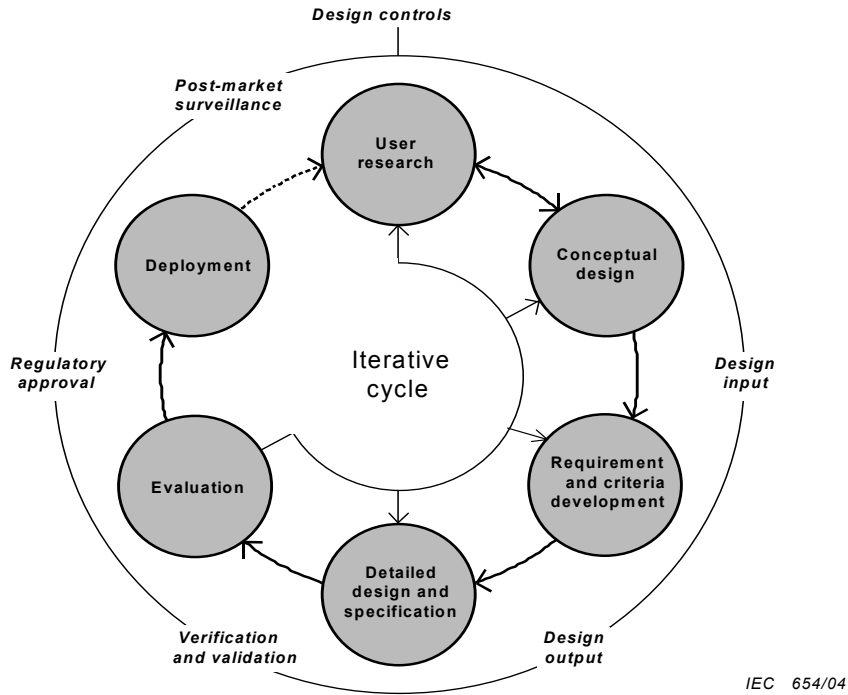 Design controls
Post-market
surveillance
User
research
Deployment
Conceptual
design
Regulatory
approval
Iterative
cycle
Design
input
Evaluation
Requirement
and criteria
development
Detailed
design and
specification
Verification
and validation
Design
output
IEC 654/04